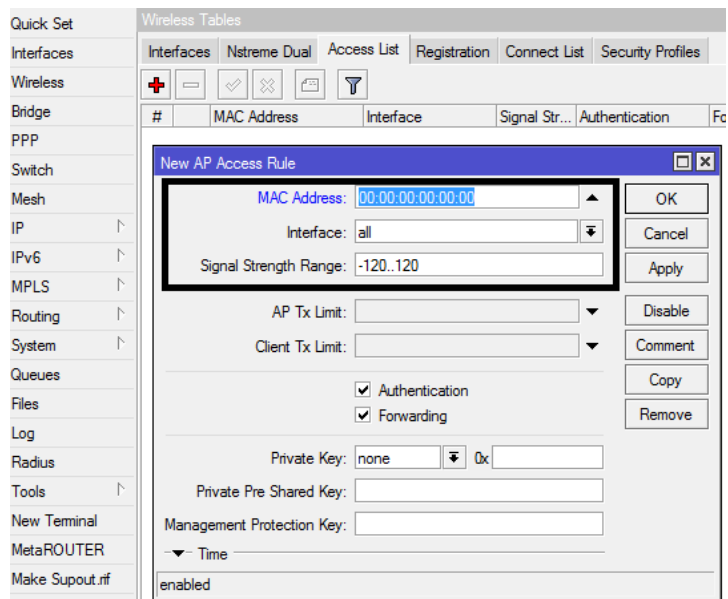 Quick Set
Interfaces
Wireless
Bridge
PPP
Switch
Mesh
IP
IPv6
MPLS
Routing
System
Queues
Files
Log
Radius
Tools
New Terminal
MetaROUTER
Make Supout.rif
Wireless Tables
Interfaces Nstreme Dual Access List Registration Connect List Security Profiles
# MAC Address Interface Signal Str... Authentication Fo
New AP Access Rule
MAC Address: 00:00:00:00:00:00
Interface: all
Signal Strength Range: -120..120
AP Tx Limit:
Client Tx Limit:
Authentication
Forwarding
Private Key: none 0x
Private Pre Shared Key:
Management Protection Key:
Time
enabled
OK
Cancel
Apply
Disable
Comment
Copy
Remove